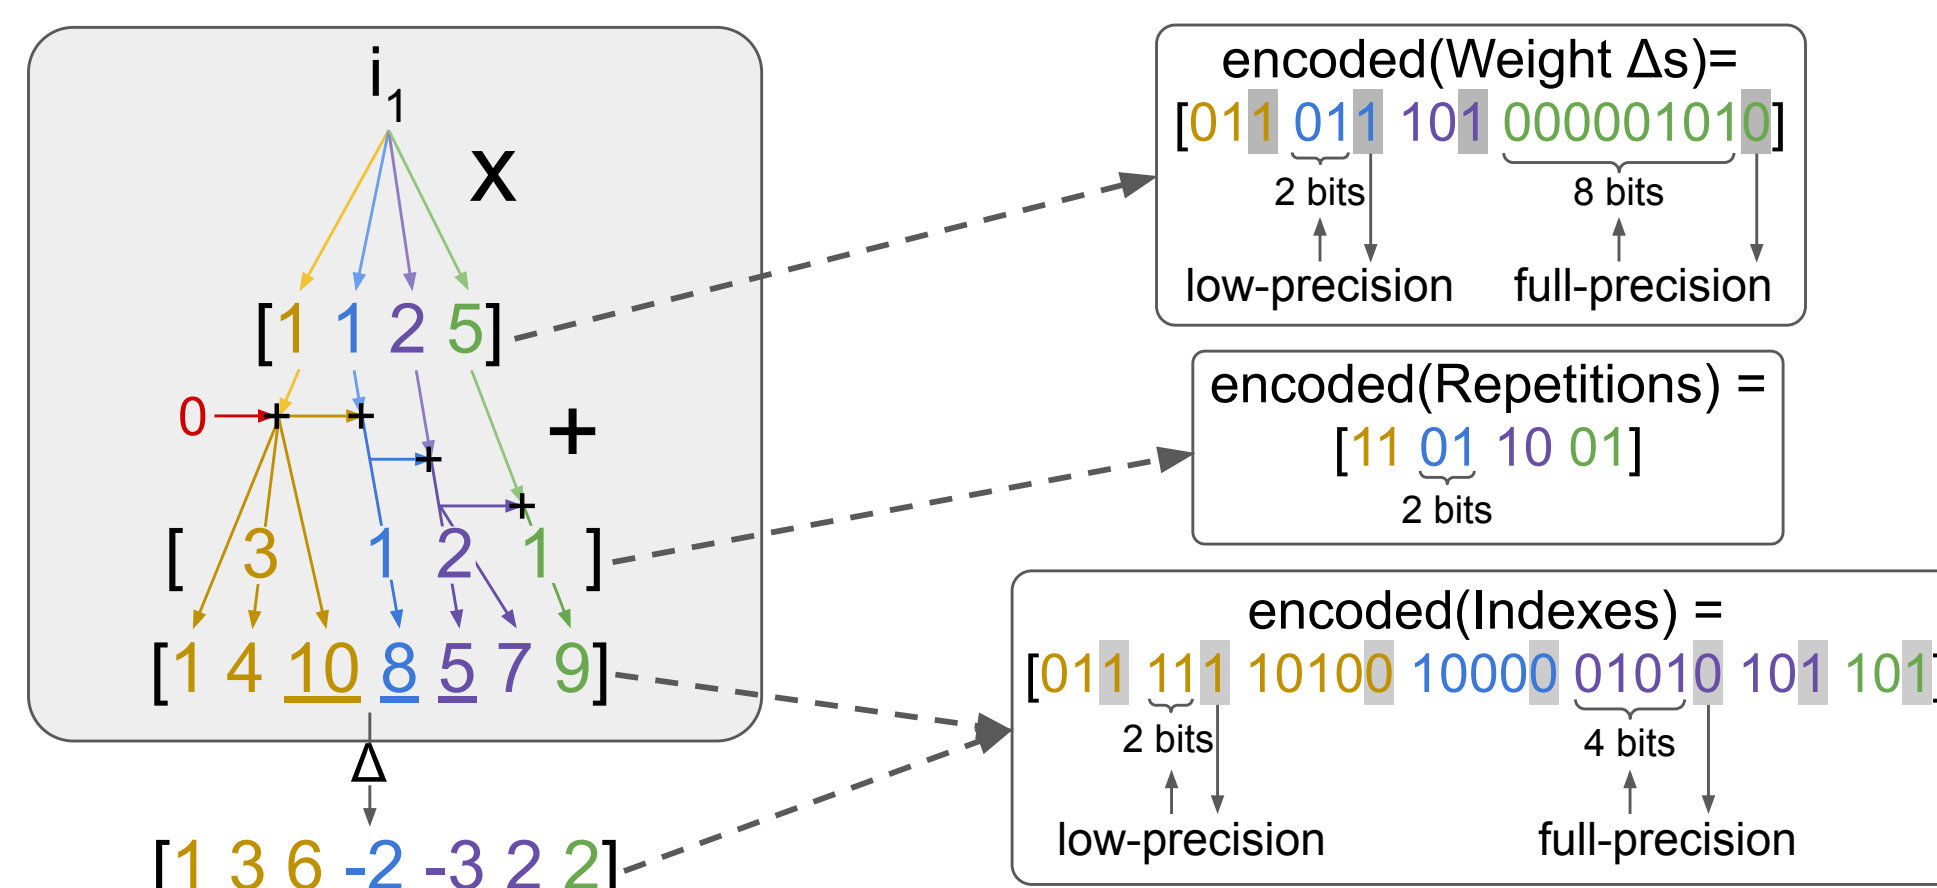 i1
x
[1 1 2 5]
0
+
[ 3 1 2 1 ]
[1 4 10 8 5 7 9]
Δ
[1 3 6 -2 -3 2 2]
encoded(Weight Δs)=
[011 011 101 000001010]
2 bits 8 bits
low-precision full-precision
encoded(Repetitions) =
[11 01 10 01]
2 bits
encoded(Indexes) =
[011 111 10100 10000 01010 101 101]
2 bits 4 bits
low-precision full-precision